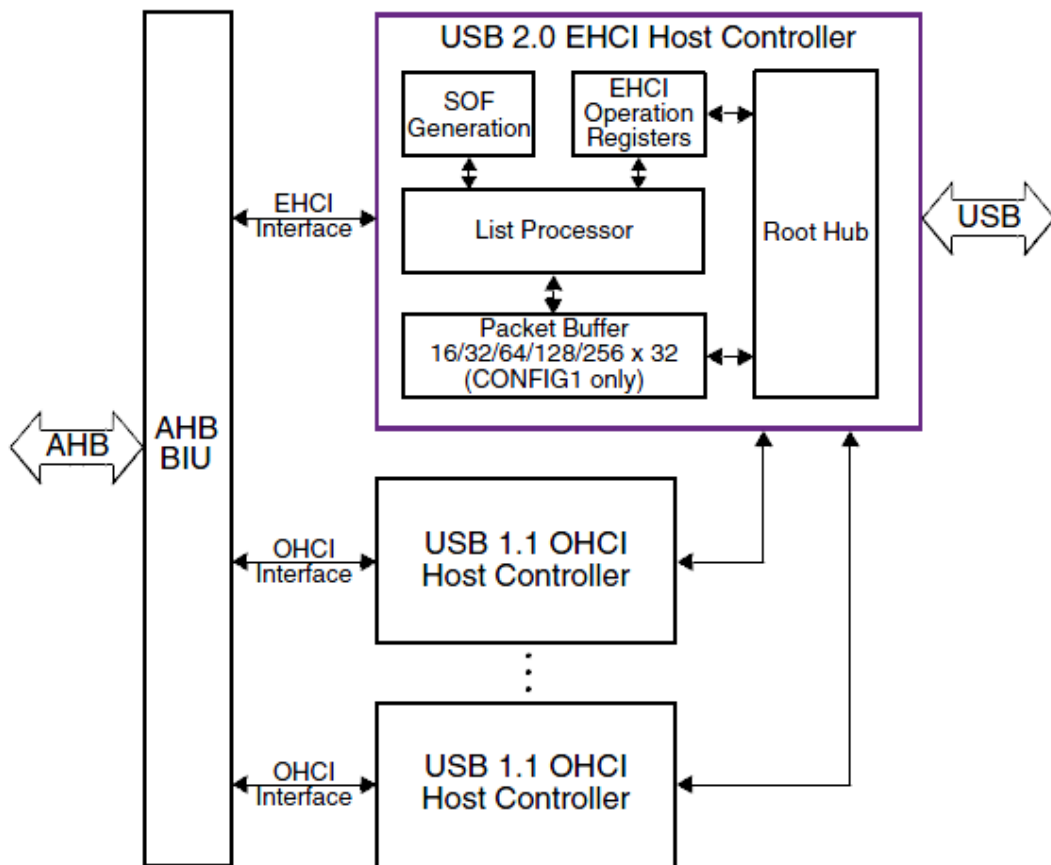 USB 2.0 EHCI Host Controller
SOF
Generation
EHCI
Operation
Registers
EHCI
Interface
List Processor
Root Hub
USB
Packet Buffer
16/32/64/128/256 x 32
(CONFIG1 only)
AHB
AHB
BIU
OHCI
Interface
USB 1.1 OHCI
Host Controller
OHCI
Interface
USB 1.1 OHCI
Host Controller